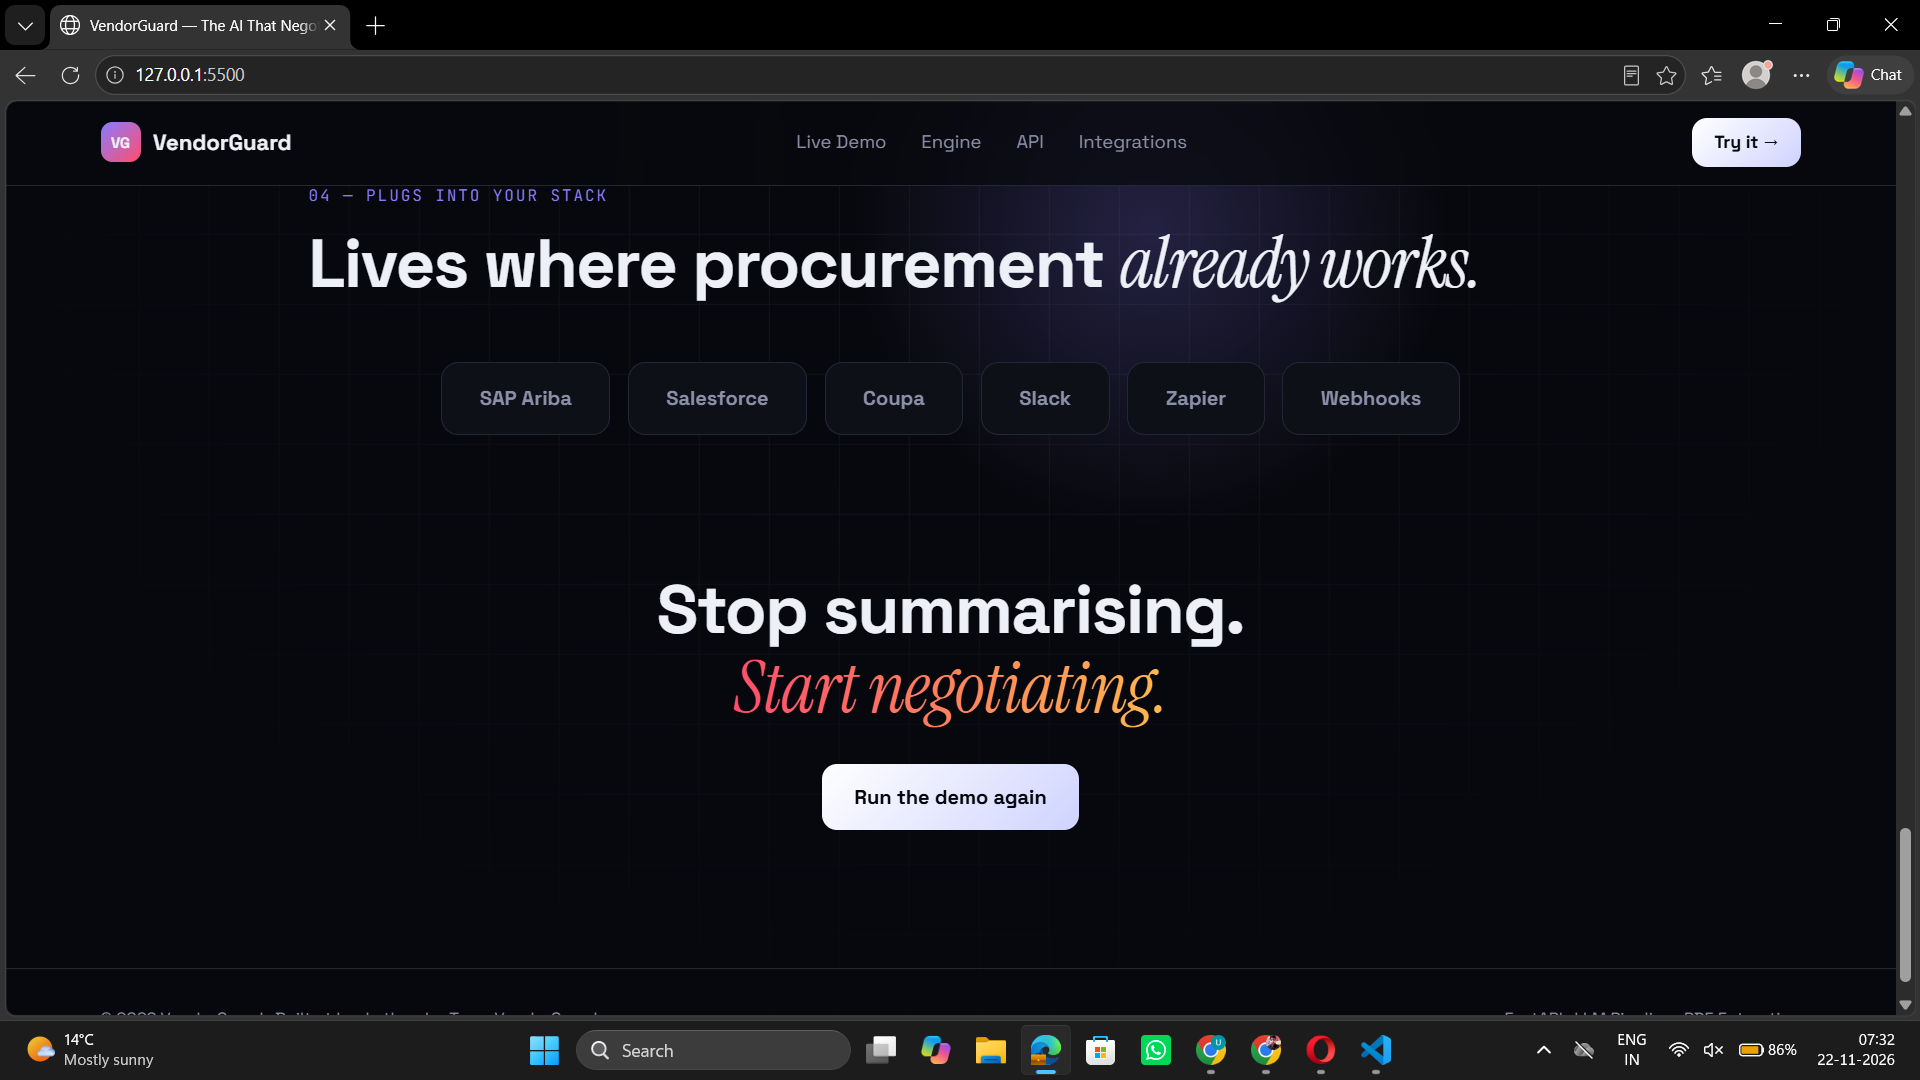 VendorGuard — The AI That Nego
127.0.0.1:5500
Chat
VG VendorGuard
Live Demo Engine API Integrations
Try it →
04 — PLUGS INTO YOUR STACK
Lives where procurement already works.
SAP Ariba Salesforce Coupa Slack Zapier Webhooks
Stop summarising.
Start negotiating.
Run the demo again
14°C
Mostly sunny
Search
U
ENG
IN
86%
07:32
22-11-2026